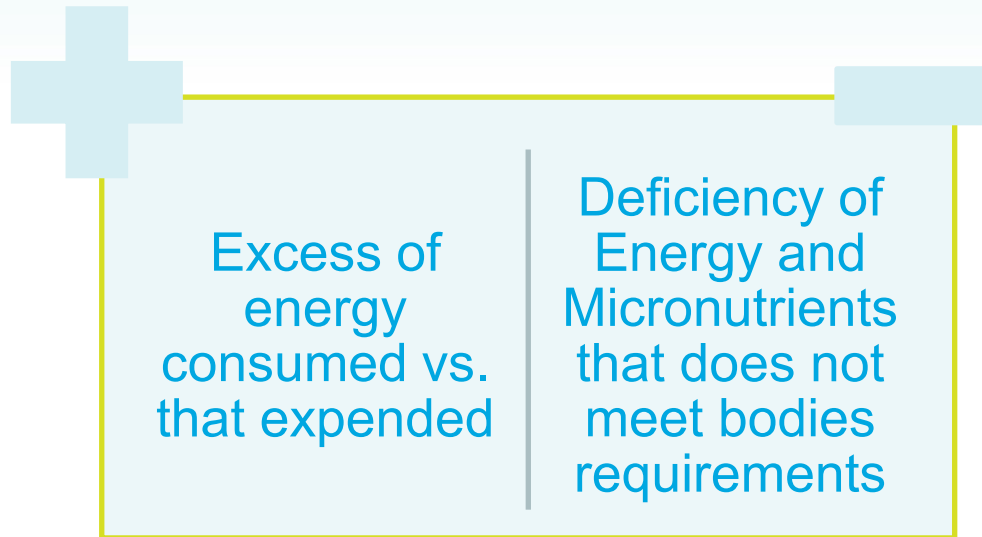 Excess of
energy
consumed vs.
that expended
Deficiency of
Energy and
Micronutrients
that does not
meet bodies
requirements